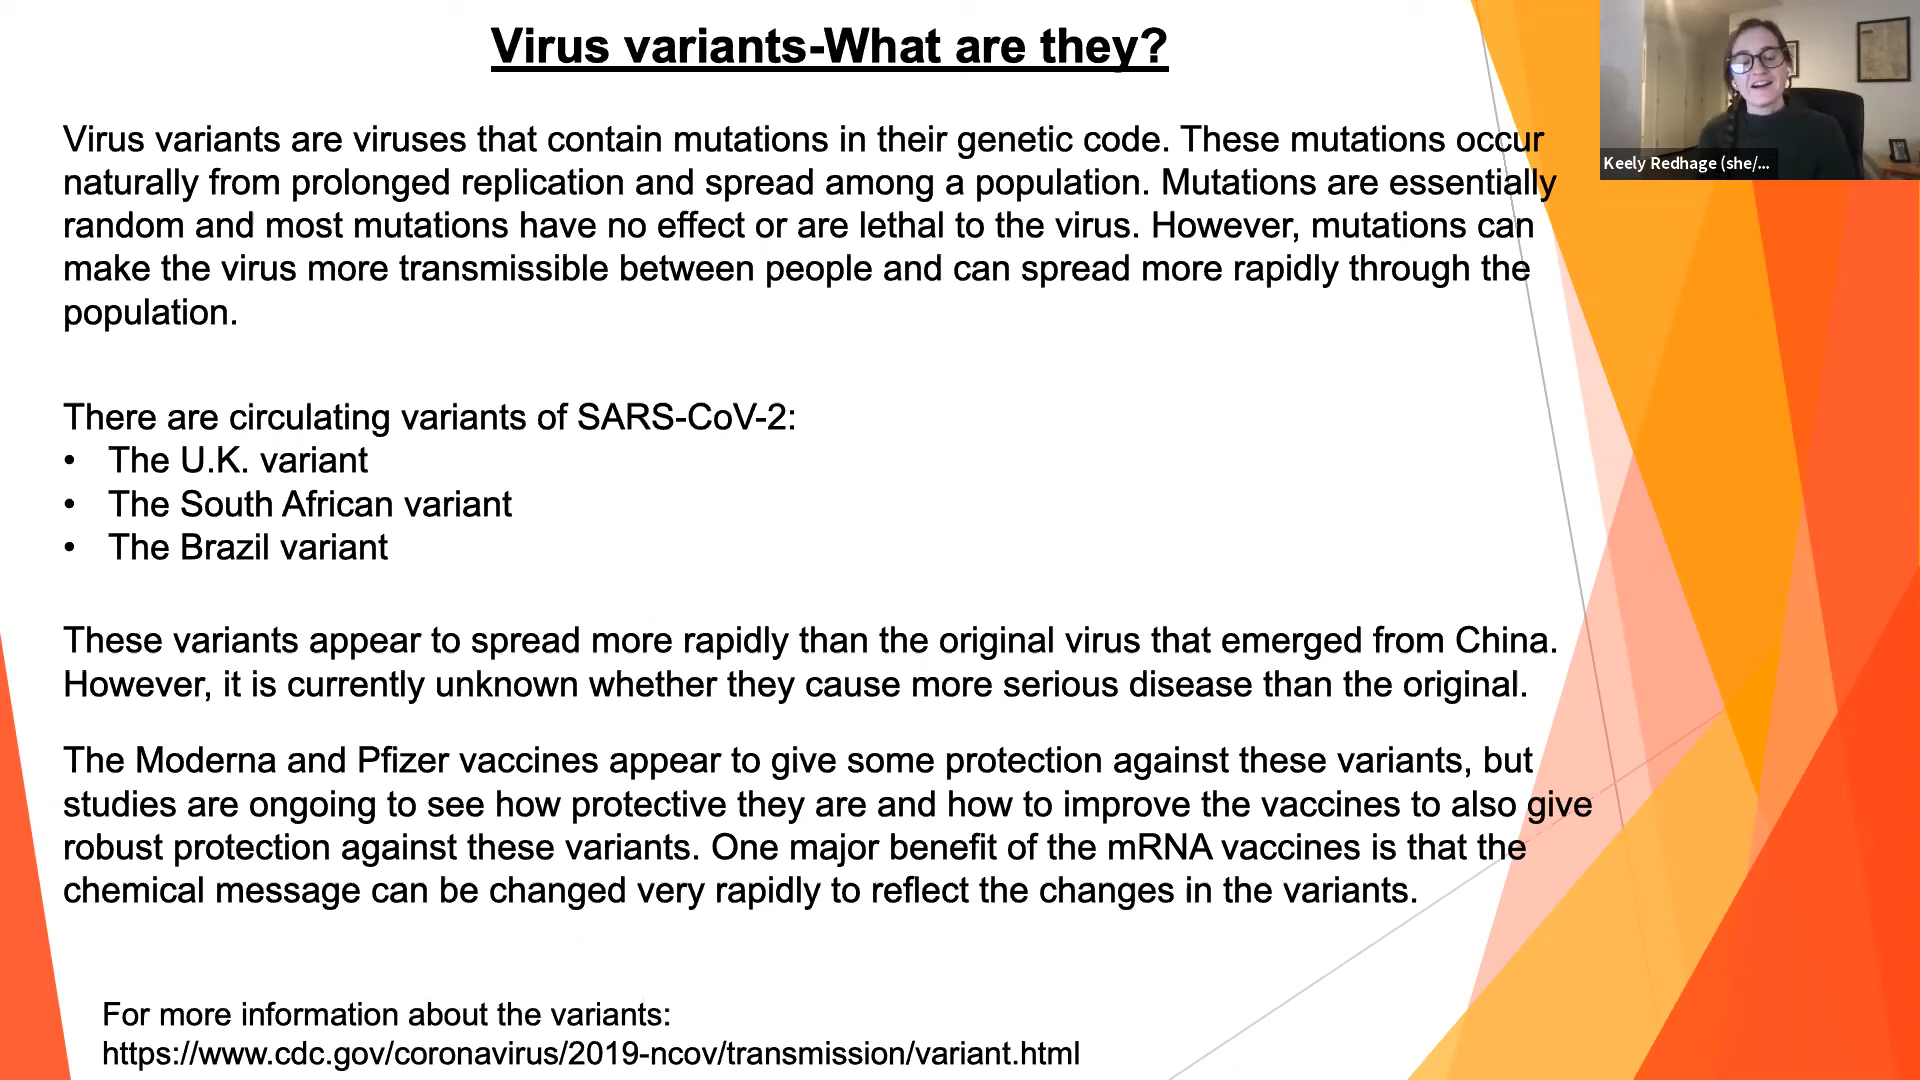 Virus variants-What are they?
Keely Redhage (she/...
Virus variants are viruses that contain mutations in their genetic code. These mutations occur
naturally from prolonged replication and spread among a population. Mutations are essentially
random and most mutations have no effect or are lethal to the virus. However, mutations can
make the virus more transmissible between people and can spread more rapidly through the
population.
There are circulating variants of SARS-CoV-2:
• The U.K. variant
• The South African variant
• The Brazil variant
These variants appear to spread more rapidly than the original virus that emerged from China.
However, it is currently unknown whether they cause more serious disease than the original.
The Moderna and Pfizer vaccines appear to give some protection against these variants, but
studies are ongoing to see how protective they are and how to improve the vaccines to also give
robust protection against these variants. One major benefit of the mRNA vaccines is that the
chemical message can be changed very rapidly to reflect the changes in the variants.
For more information about the variants:
https://www.cdc.gov/coronavirus/2019-ncov/transmission/variant.html